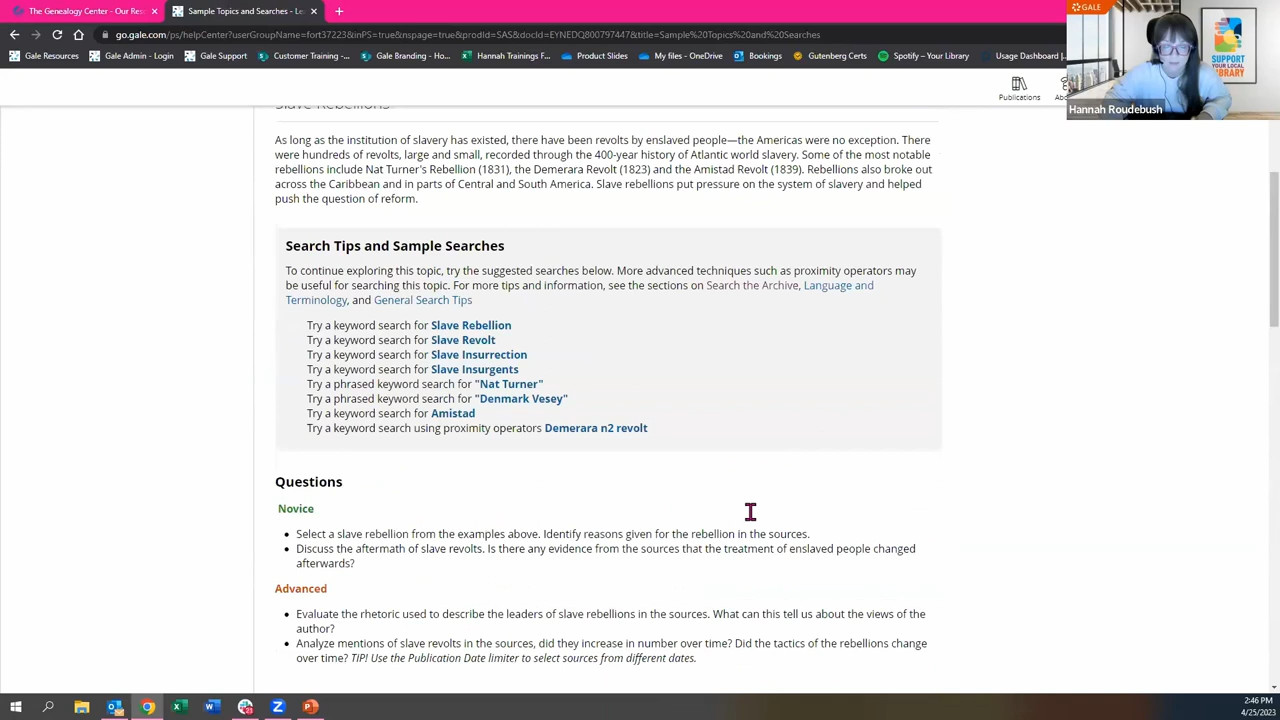 The Genealogy Center - Our Res
Sample Topics and Searches - Le
go.gale.com/ps/helpCenter?userGroupName=fort37223&inPS=true&nspage=true&prodId=SAS&docId=EYNEDQ800797447&title=Sample%20Topics%20and%20Searches
Gale Resources
Gale Admin - Login
Gale Support
Customer Training -...
Gale Branding - Ho...
Hannah Trainings F...
Product Slides
My files - OneDrive
Bookings
Gutenberg Certs
Spotify – Your Library
Usage Dashboard |
GALE
SUPPORT
YOUR LOCAL
LIBRARY
Hannah Roudebush
Publications
Slave Rebellions
As long as the institution of slavery has existed, there have been revolts by enslaved people—the Americas were no exception. There
were hundreds of revolts, large and small, recorded through the 400-year history of Atlantic world slavery. Some of the most notable
rebellions include Nat Turner's Rebellion (1831), the Demerara Revolt (1823) and the Amistad Revolt (1839). Rebellions also broke out
across the Caribbean and in parts of Central and South America. Slave rebellions put pressure on the system of slavery and helped
push the question of reform.
Search Tips and Sample Searches
To continue exploring this topic, try the suggested searches below. More advanced techniques such as proximity operators may
be useful for searching this topic. For more tips and information, see the sections on Search the Archive, Language and
Terminology, and General Search Tips
Try a keyword search for Slave Rebellion
Try a keyword search for Slave Revolt
Try a keyword search for Slave Insurrection
Try a keyword search for Slave Insurgents
Try a phrased keyword search for "Nat Turner"
Try a phrased keyword search for "Denmark Vesey"
Try a keyword search for Amistad
Try a keyword search using proximity operators Demerara n2 revolt
Questions
Novice
• Select a slave rebellion from the examples above. Identify reasons given for the rebellion in the sources.
• Discuss the aftermath of slave revolts. Is there any evidence from the sources that the treatment of enslaved people changed
afterwards?
Advanced
• Evaluate the rhetoric used to describe the leaders of slave rebellions in the sources. What can this tell us about the views of the
author?
• Analyze mentions of slave revolts in the sources, did they increase in number over time? Did the tactics of the rebellions change
over time? TIP! Use the Publication Date limiter to select sources from different dates.
2:46 PM
4/25/2023